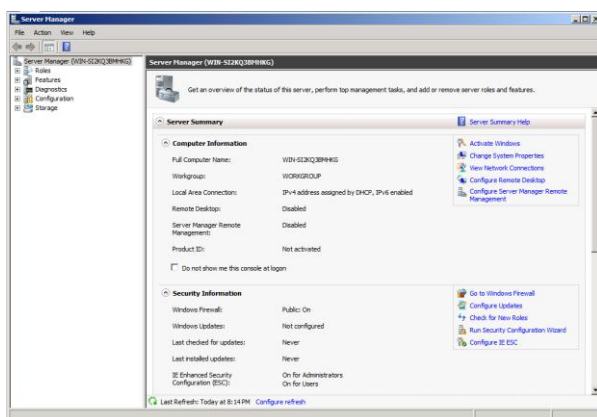 Server Manager
File Action View Help
Server Manager (WIN-SI2KQ3BMHKG)
Roles
Features
Diagnostics
Configuration
Storage
Server Manager (WIN-SI2KQ3BMHKG)
Get an overview of the status of this server, perform top management tasks, and add or remove server roles and features.
Server Summary
Server Summary Help
Computer Information
Full Computer Name: WIN-SI2KQ3BMHKG
Workgroup: WORKGROUP
Local Area Connection: IPv4 address assigned by DHCP, IPv6 enabled
Remote Desktop: Disabled
Server Manager Remote Management: Disabled
Product ID: Not activated
Do not show me this console at logon
Activate Windows
Change System Properties
View Network Connections
Configure Remote Desktop
Configure Server Manager Remote
Management
Security Information
Windows Firewall: Public: On
Windows Updates: Not configured
Last checked for updates: Never
Last installed updates: Never
IE Enhanced Security Configuration (ESC): On for Administrators
On for Users
Go to Windows Firewall
Configure Updates
Check for New Roles
Run Security Configuration Wizard
Configure IE ESC
Last Refresh: Today at 8:14 PM Configure refresh